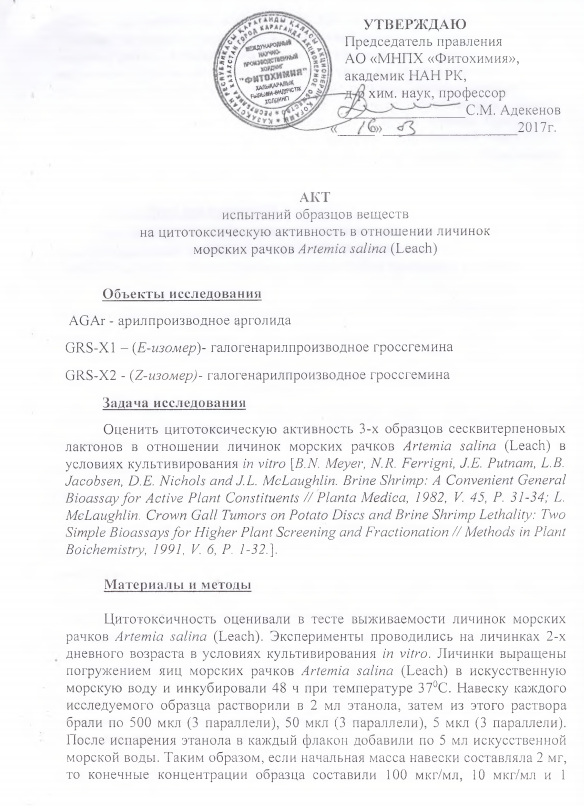 УТВЕРЖДАЮ
Председатель правления
АО «МНПХ «Фитохимия»,
академик НАН РК,
д-р хим. наук, профессор
С.М. Адекенов
« 16 » 03 2017г.
МЕЖДУНАРОДНЫЙ
НАУЧНО-
ПРОИЗВОДСТВЕННЫЙ
ХОЛДИНГ
"ФИТОХИМИЯ"
ХАЛЫҚАРАЛЫҚ
ҒЫЛЫМИ-ӨНДІРІСТІК
ХОЛДИНГІ
АКТ
испытаний образцов веществ
на цитотоксическую активность в отношении личинок
морских рачков Artemia salina (Leach)
Объекты исследования
AGAr - арилпроизводное арголида
GRS-X1 – (E-изомер)- галогенарилпроизводное гроссгемина
GRS-X2 - (Z-изомер)- галогенарилпроизводное гроссгемина
Задача исследования
Оценить цитотоксическую активность 3-х образцов сесквитерпеновых
лактонов в отношении личинок морских рачков Artemia salina (Leach) в
условиях культивирования in vitro [B.N. Meyer, N.R. Ferrigni, J.E. Putnam, L.B.
Jacobsen, D.E. Nichols and J.L. McLaughlin. Brine Shrimp: A Convenient General
Bioassay for Active Plant Constituents // Planta Medica, 1982, V. 45, P. 31-34; L.
McLaughlin. Crown Gall Tumors on Potato Discs and Brine Shrimp Lethality: Two
Simple Bioassays for Higher Plant Screening and Fractionation // Methods in Plant
Boichemistry, 1991, V. 6, P. 1-32.].
Материалы и методы
Цитотоксичность оценивали в тесте выживаемости личинок морских
рачков Artemia salina (Leach). Эксперименты проводились на личинках 2-х
дневного возраста в условиях культивирования in vitro. Личинки выращены
погружением яиц морских рачков Artemia salina (Leach) в искусственную
морскую воду и инкубировали 48 ч при температуре 37⁰С. Навеску каждого
исследуемого образца растворили в 2 мл этанола, затем из этого раствора
брали по 500 мкл (3 параллели), 50 мкл (3 параллели), 5 мкл (3 параллели).
После испарения этанола в каждый флакон добавили по 5 мл искусственной
морской воды. Таким образом, если начальная масса навески составляла 2 мг,
то конечные концентрации образца составили 100 мкг/мл, 10 мкг/мл и 1